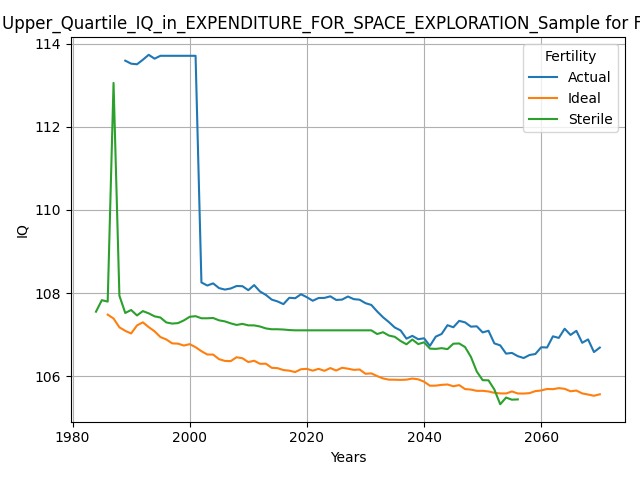 Upper_Quartile_IQ_in_EXPENDITURE_FOR_SPACE_EXPLORATION_Sample for F
114
112
110
108
106
IQ
Fertility
Actual
Ideal
Sterile
1980
2000
2020
2040
2060
Years